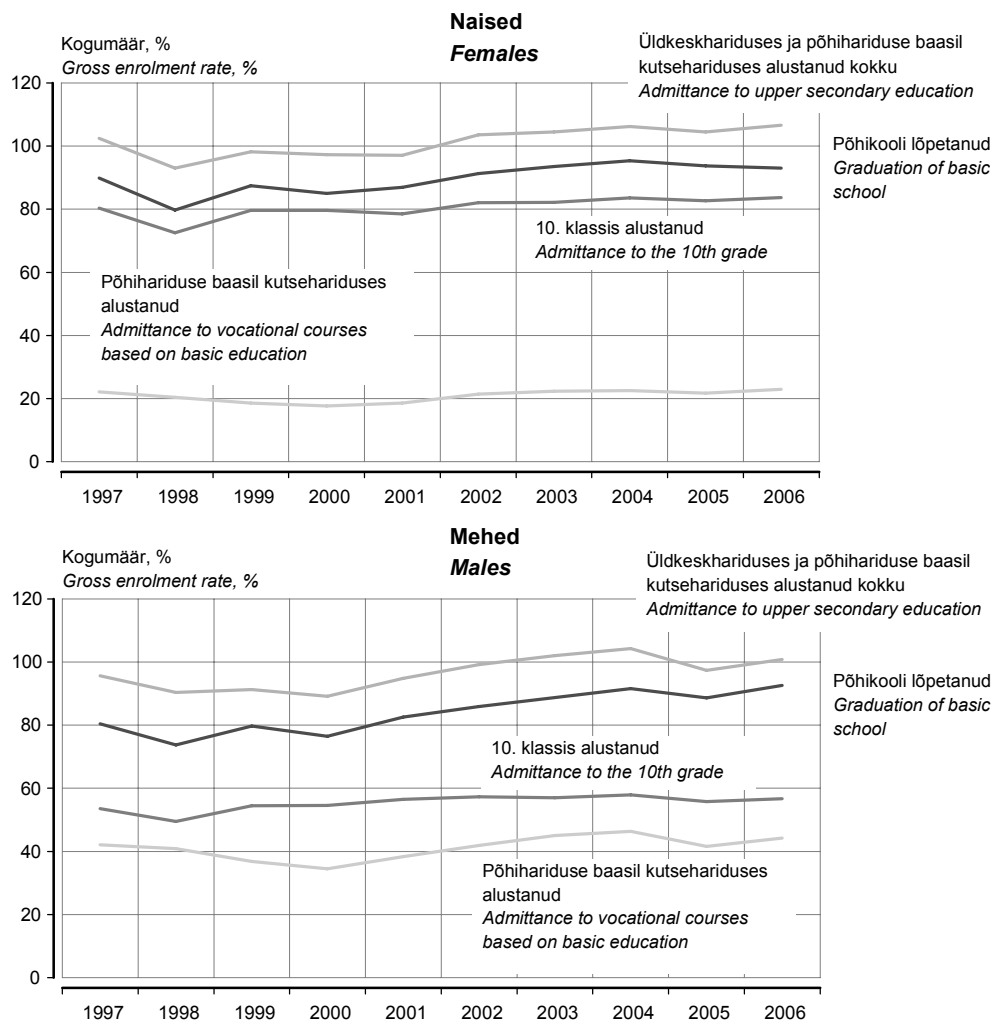 Naised
Females
Kogumäär, %
Gross enrolment rate, %
Üldkeskhariduses ja põhihariduse baasil
kutsehariduses alustanud kokku
Admittance to upper secondary education
Põhikooli lõpetanud
Graduation of basic
school
10. klassis alustanud
Admittance to the 10th grade
Põhihariduse baasil kutsehariduses
alustanud
Admittance to vocational courses
based on basic education
120
100
80
60
40
20
0
1997 1998 1999 2000 2001 2002 2003 2004 2005 2006
Mehed
Males
Kogumäär, %
Gross enrolment rate, %
Üldkeskhariduses ja põhihariduse baasil
kutsehariduses alustanud kokku
Admittance to upper secondary education
Põhikooli lõpetanud
Graduation of basic
school
10. klassis alustanud
Admittance to the 10th grade
Põhihariduse baasil kutsehariduses
alustanud
Admittance to vocational courses
based on basic education
120
100
80
60
40
20
0
1997 1998 1999 2000 2001 2002 2003 2004 2005 2006